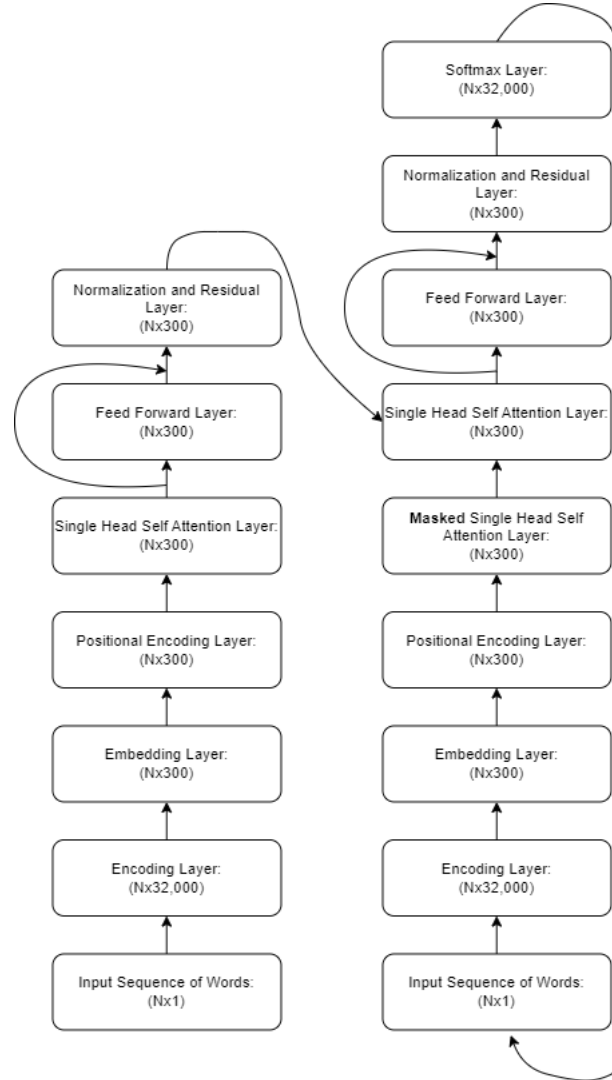 Normalization and Residual
Layer:
(Nx300)
Feed Forward Layer:
(Nx300)
Single Head Self Attention Layer:
(Nx300)
Positional Encoding Layer:
(Nx300)
Embedding Layer:
(Nx300)
Encoding Layer:
(Nx32,000)
Input Sequence of Words:
(Nx1)
Softmax Layer:
(Nx32,000)
Normalization and Residual
Layer:
(Nx300)
Feed Forward Layer:
(Nx300)
Single Head Self Attention Layer:
(Nx300)
Masked Single Head Self
Attention Layer:
(Nx300)
Positional Encoding Layer:
(Nx300)
Embedding Layer:
(Nx300)
Encoding Layer:
(Nx32,000)
Input Sequence of Words:
(Nx1)